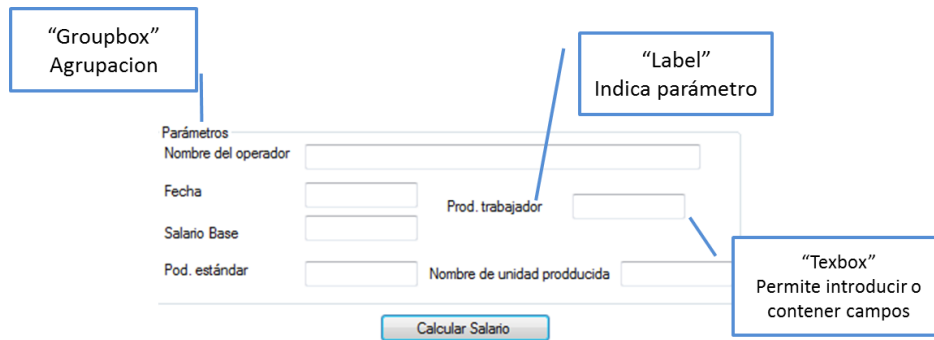 “Groupbox”
Agrupacion
“Label”
Indica parámetro
Parámetros
Nombre del operador
Fecha
Prod. trabajador
Salario Base
Pod. estándar
Nombre de unidad prodducida
“Texbox”
Permite introducir o
contener campos
Calcular Salario